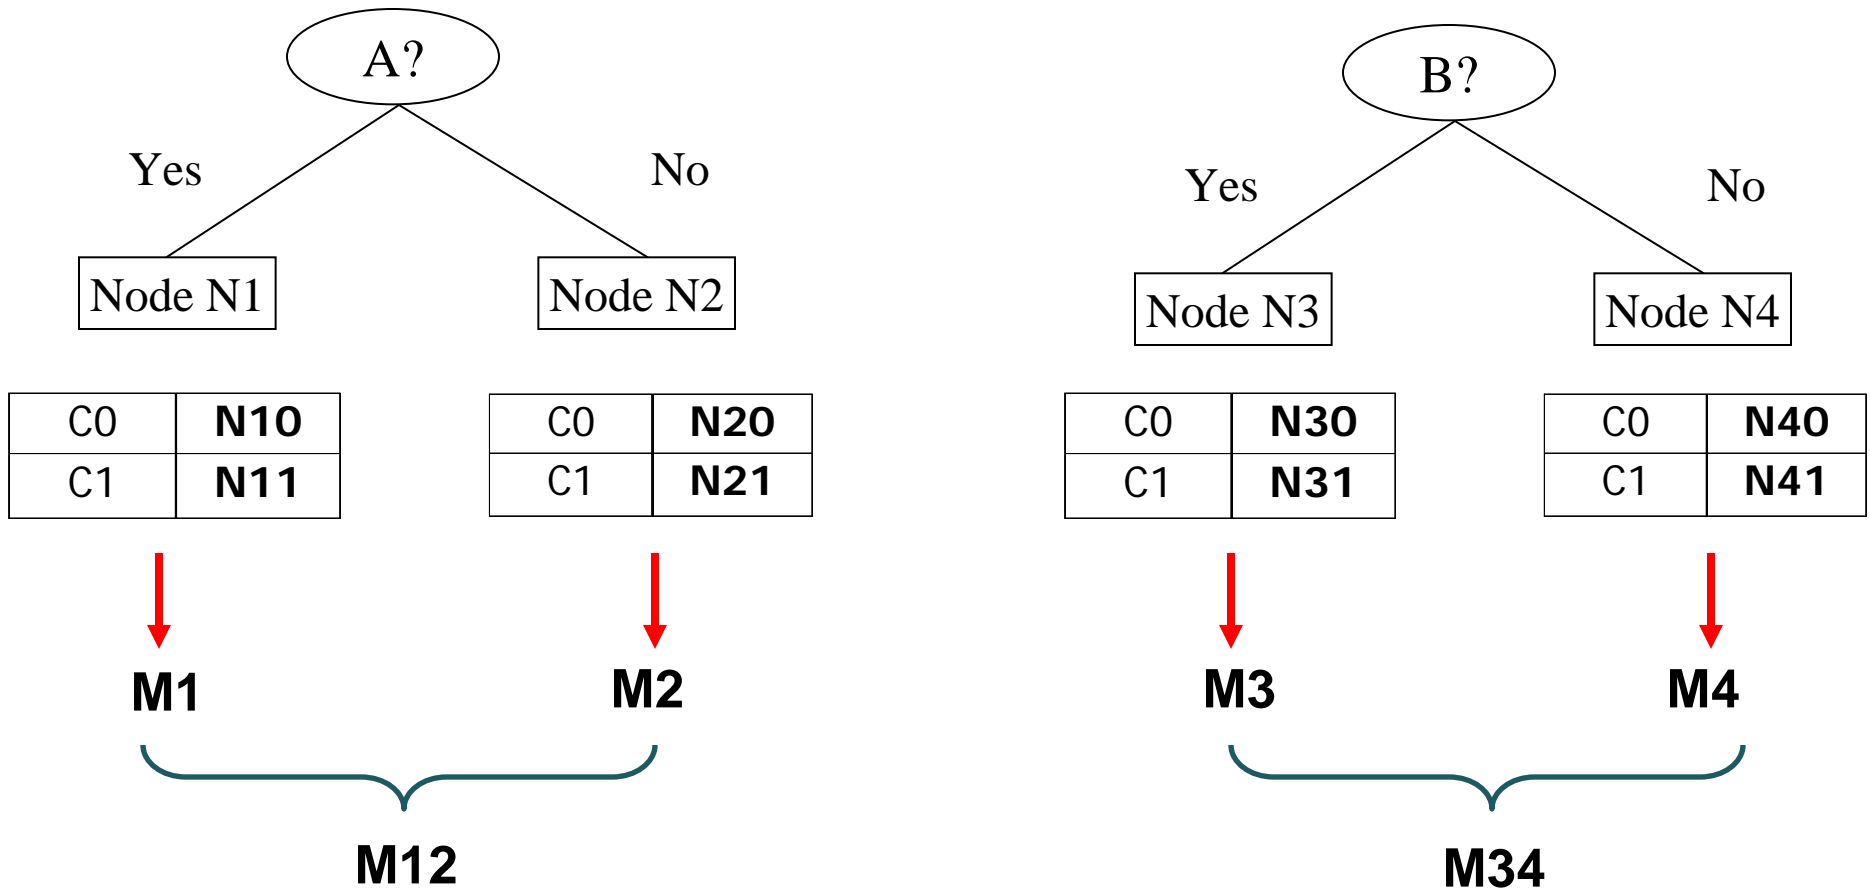 A?
B?
Yes
No
Yes
No
Node N1
Node N2
Node N3
Node N4
C0 N10
C1 N11
C0 N20
C1 N21
C0 N30
C1 N31
C0 N40
C1 N41
M1
M2
M3
M4
M12
M34